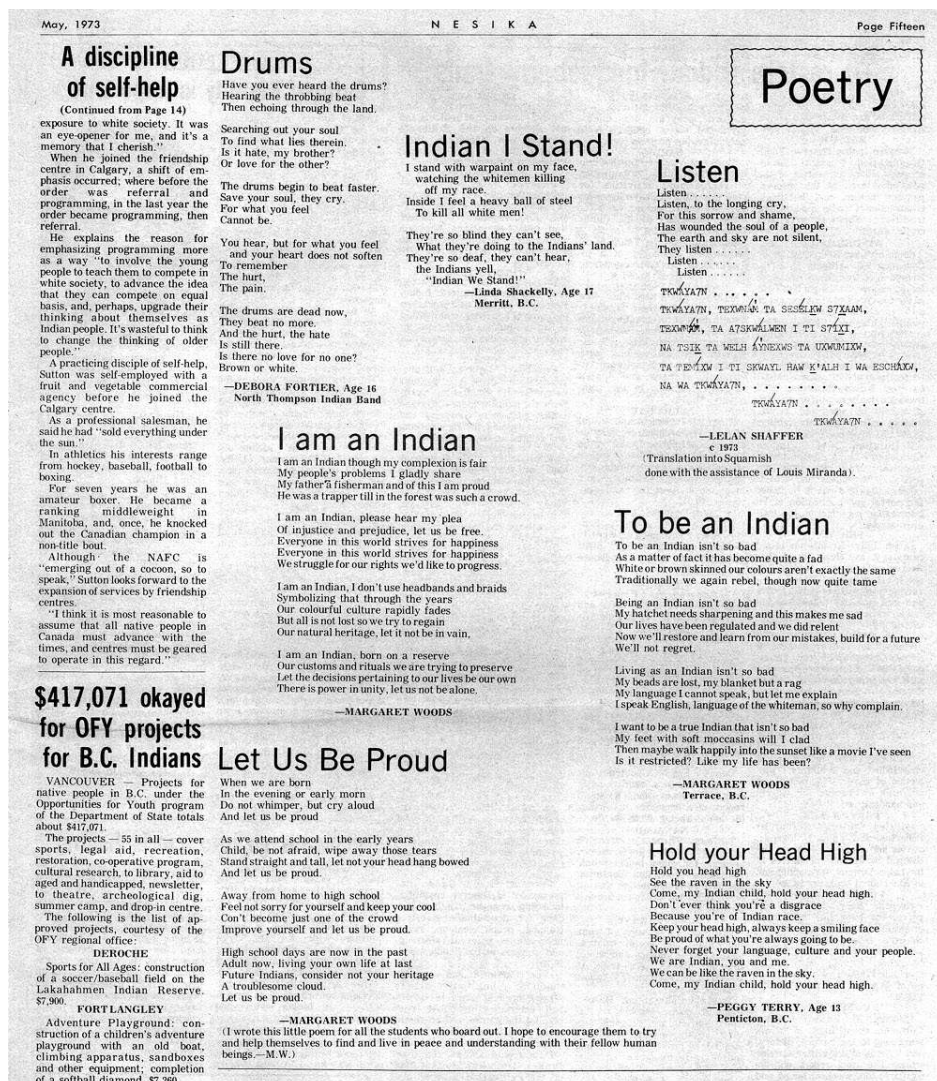 May, 1973
NESIKA
Page Fifteen
A discipline
of self-help
(Continued from Page 14)
exposure to white society. It was
an eye-opener for me, and it's a
memory that I cherish."
When he joined the friendship
centre in Calgary, a shift of em-
phasis occurred; where before the
order was referral and
programming, in the last year the
order became programming, then
referral.
He explains the reason for
emphasizing programming more
as a way "to involve the young
people to teach them to compete in
white society, to advance the idea
that they can compete on equal
basis, and, perhaps, upgrade their
thinking about themselves as
Indian people. It's wasteful to think
to change the thinking of older
people."
A practicing disciple of self-help,
Sutton was self-employed with a
fruit and vegetable commercial
agency before he joined the
Calgary centre.
As a professional salesman, he
said he had "sold everything under
the sun."
In athletics his interests range
from hockey, baseball, football to
boxing.
For seven years he was an
amateur boxer. He became a
ranking middleweight in
Manitoba, and, once, he knocked
out the Canadian champion in a
non-title bout.
Although the NAFC is
"emerging out of a cocoon, so to
speak," Sutton looks forward to the
expansion of services by friendship
centres.
"I think it is most reasonable to
assume that all native people in
Canada must advance with the
times, and centres must be geared
to operate in this regard."
$417,071 okayed
for OFY projects
for B.C. Indians
VANCOUVER — Projects for
native people in B.C. under the
Opportunities for Youth program
of the Department of State totals
about $417,071.
The projects — 55 in all — cover
sports, legal aid, recreation,
restoration, co-operative program,
cultural research, to library, aid to
aged and handicapped, newsletter,
to theatre, archeological dig,
summer camp, and drop-in centre.
The following is the list of ap-
proved projects, courtesy of the
OFY regional office:
DEROCHE
Sports for All Ages: construction
of a soccer/baseball field on the
Lakahahmen Indian Reserve.
$7,900.
FORT LANGLEY
Adventure Playground: con-
struction of a children's adventure
playground with an old boat,
climbing apparatus, sandboxes
and other equipment; completion
of a softball diamond. $7,260.
Drums
Have you ever heard the drums?
Hearing the throbbing beat
Then echoing through the land.
Searching out your soul
To find what lies therein.
Is it hate, my brother?
Or love for the other?
The drums begin to beat faster.
Save your soul, they cry.
For what you feel
Cannot be.
You hear, but for what you feel
and your heart does not soften
To remember
The hurt,
The pain.
The drums are dead now,
They beat no more.
And the hurt, the hate
Is still there.
Is there no love for no one?
Brown or white.
—DEBORA FORTIER, Age 16
North Thompson Indian Band
Indian I Stand!
I stand with warpaint on my face,
watching the whitemen killing
off my race.
Inside I feel a heavy ball of steel
To kill all white men!
They're so blind they can't see,
What they're doing to the Indians' land.
They're so deaf, they can't hear,
the Indians yell,
"Indian We Stand!"
—Linda Shackelly, Age 17
Merritt, B.C.
Poetry
Listen
Listen . . . . . .
Listen, to the longing cry,
For this sorrow and shame,
Has wounded the soul of a people,
The earth and sky are not silent,
They listen . . . . . .
Listen . . . . . .
Listen . . . . . .
TKWÁYA7N . . . . . .
TKWÁYA7N, TEXWNÁM TA SESELḴW S7X̱AAM,
TEXWNÁM, TA A7SKWÁLWEN I TI S7ÍX̱I,
NA TSIḴ TA WELH ÁYNEXWS TA UXWUMIXW,
TA TEMÍXW I TI SKWAYL HAW Ḵ'ALH I WA ESCHÁXW,
NA WA TKWÁYA7N, . . . . . . . .
TKWÁYA7N . . . . . . . .
TKWÁYA7N . . . . .
—LELAN SHAFFER
c 1973
(Translation into Squamish
done with the assistance of Louis Miranda).
I am an Indian
I am an Indian though my complexion is fair
My people's problems I gladly share
My father a fisherman and of this I am proud
He was a trapper till in the forest was such a crowd.
I am an Indian, please hear my plea
Of injustice and prejudice, let us be free.
Everyone in this world strives for happiness
Everyone in this world strives for happiness
We struggle for our rights we'd like to progress.
I am an Indian, I don't use headbands and braids
Symbolizing that through the years
Our colourful culture rapidly fades
But all is not lost so we try to regain
Our natural heritage, let it not be in vain.
I am an Indian, born on a reserve
Our customs and rituals we are trying to preserve
Let the decisions pertaining to our lives be our own
There is power in unity, let us not be alone.
—MARGARET WOODS
To be an Indian
To be an Indian isn't so bad
As a matter of fact it has become quite a fad
White or brown skinned our colours aren't exactly the same
Traditionally we again rebel, though now quite tame
Being an Indian isn't so bad
My hatchet needs sharpening and this makes me sad
Our lives have been regulated and we did relent
Now we'll restore and learn from our mistakes, build for a future
We'll not regret.
Living as an Indian isn't so bad
My beads are lost, my blanket but a rag
My language I cannot speak, but let me explain
I speak English, language of the whiteman, so why complain.
I want to be a true Indian that isn't so bad
My feet with soft moccasins will I clad
Then maybe walk happily into the sunset like a movie I've seen
Is it restricted? Like my life has been?
—MARGARET WOODS
Terrace, B.C.
Let Us Be Proud
When we are born
In the evening or early morn
Do not whimper, but cry aloud
And let us be proud
As we attend school in the early years
Child, be not afraid, wipe away those tears
Stand straight and tall, let not your head hang bowed
And let us be proud.
Away from home to high school
Feel not sorry for yourself and keep your cool
Con't become just one of the crowd
Improve yourself and let us be proud.
High school days are now in the past
Adult now, living your own life at last
Future Indians, consider not your heritage
A troublesome cloud.
Let us be proud.
—MARGARET WOODS
(I wrote this little poem for all the students who board out. I hope to encourage them to try
and help themselves to find and live in peace and understanding with their fellow human
beings.—M.W.)
Hold your Head High
Hold you head high
See the raven in the sky
Come, my Indian child, hold your head high.
Don't ever think you're a disgrace
Because you're of Indian race.
Keep your head high, always keep a smiling face
Be proud of what you're always going to be.
Never forget your language, culture and your people.
We are Indian, you and me.
We can be like the raven in the sky.
Come, my Indian child, hold your head high.
—PEGGY TERRY, Age 13
Penticton, B.C.